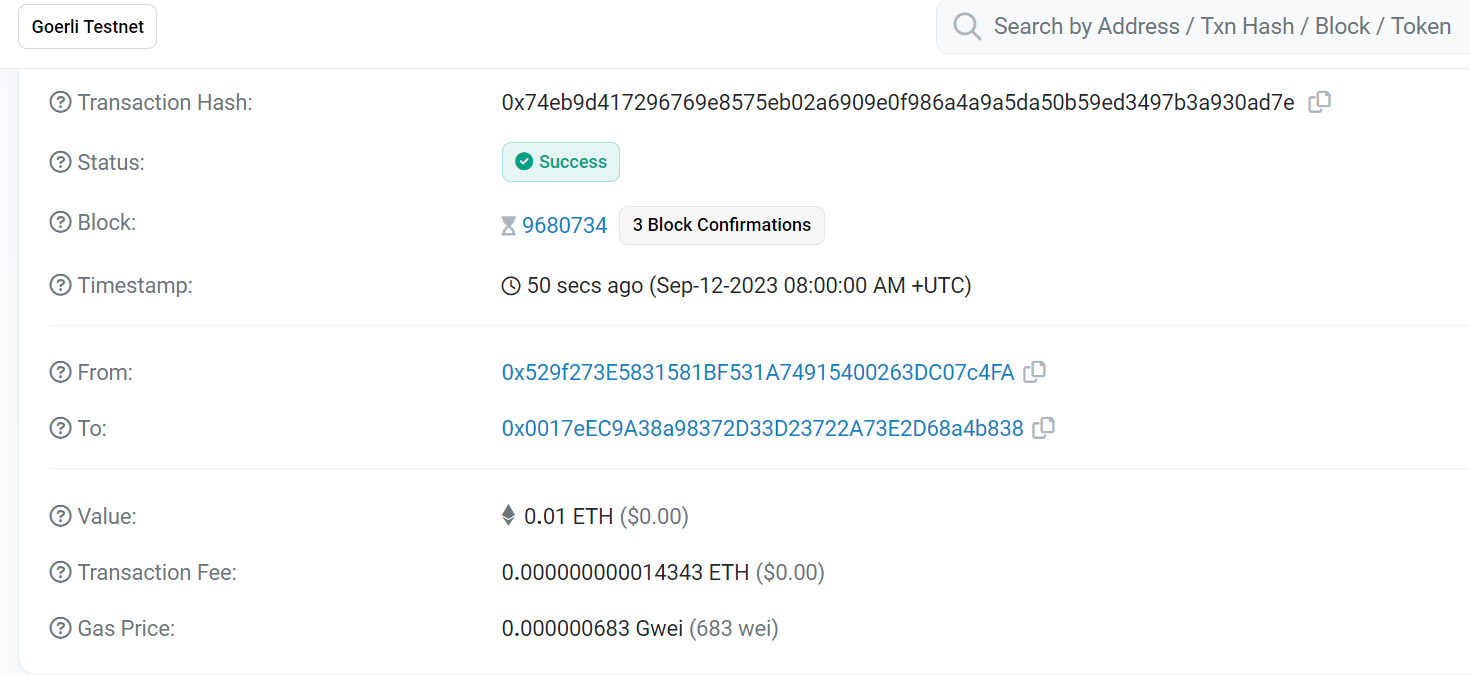 Goerli Testnet
Search by Address / Txn Hash / Block / Token
Transaction Hash: 0x74eb9d417296769e8575eb02a6909e0f986a4a9a5da50b59ed3497b3a930ad7e
Status: Success
Block: 9680734 3 Block Confirmations
Timestamp: 50 secs ago (Sep-12-2023 08:00:00 AM +UTC)
From: 0x529f273E5831581BF531A74915400263DC07c4FA
To: 0x0017eEC9A38a98372D33D23722A73E2D68a4b838
Value: 0.01 ETH ($0.00)
Transaction Fee: 0.000000000014343 ETH ($0.00)
Gas Price: 0.000000683 Gwei (683 wei)